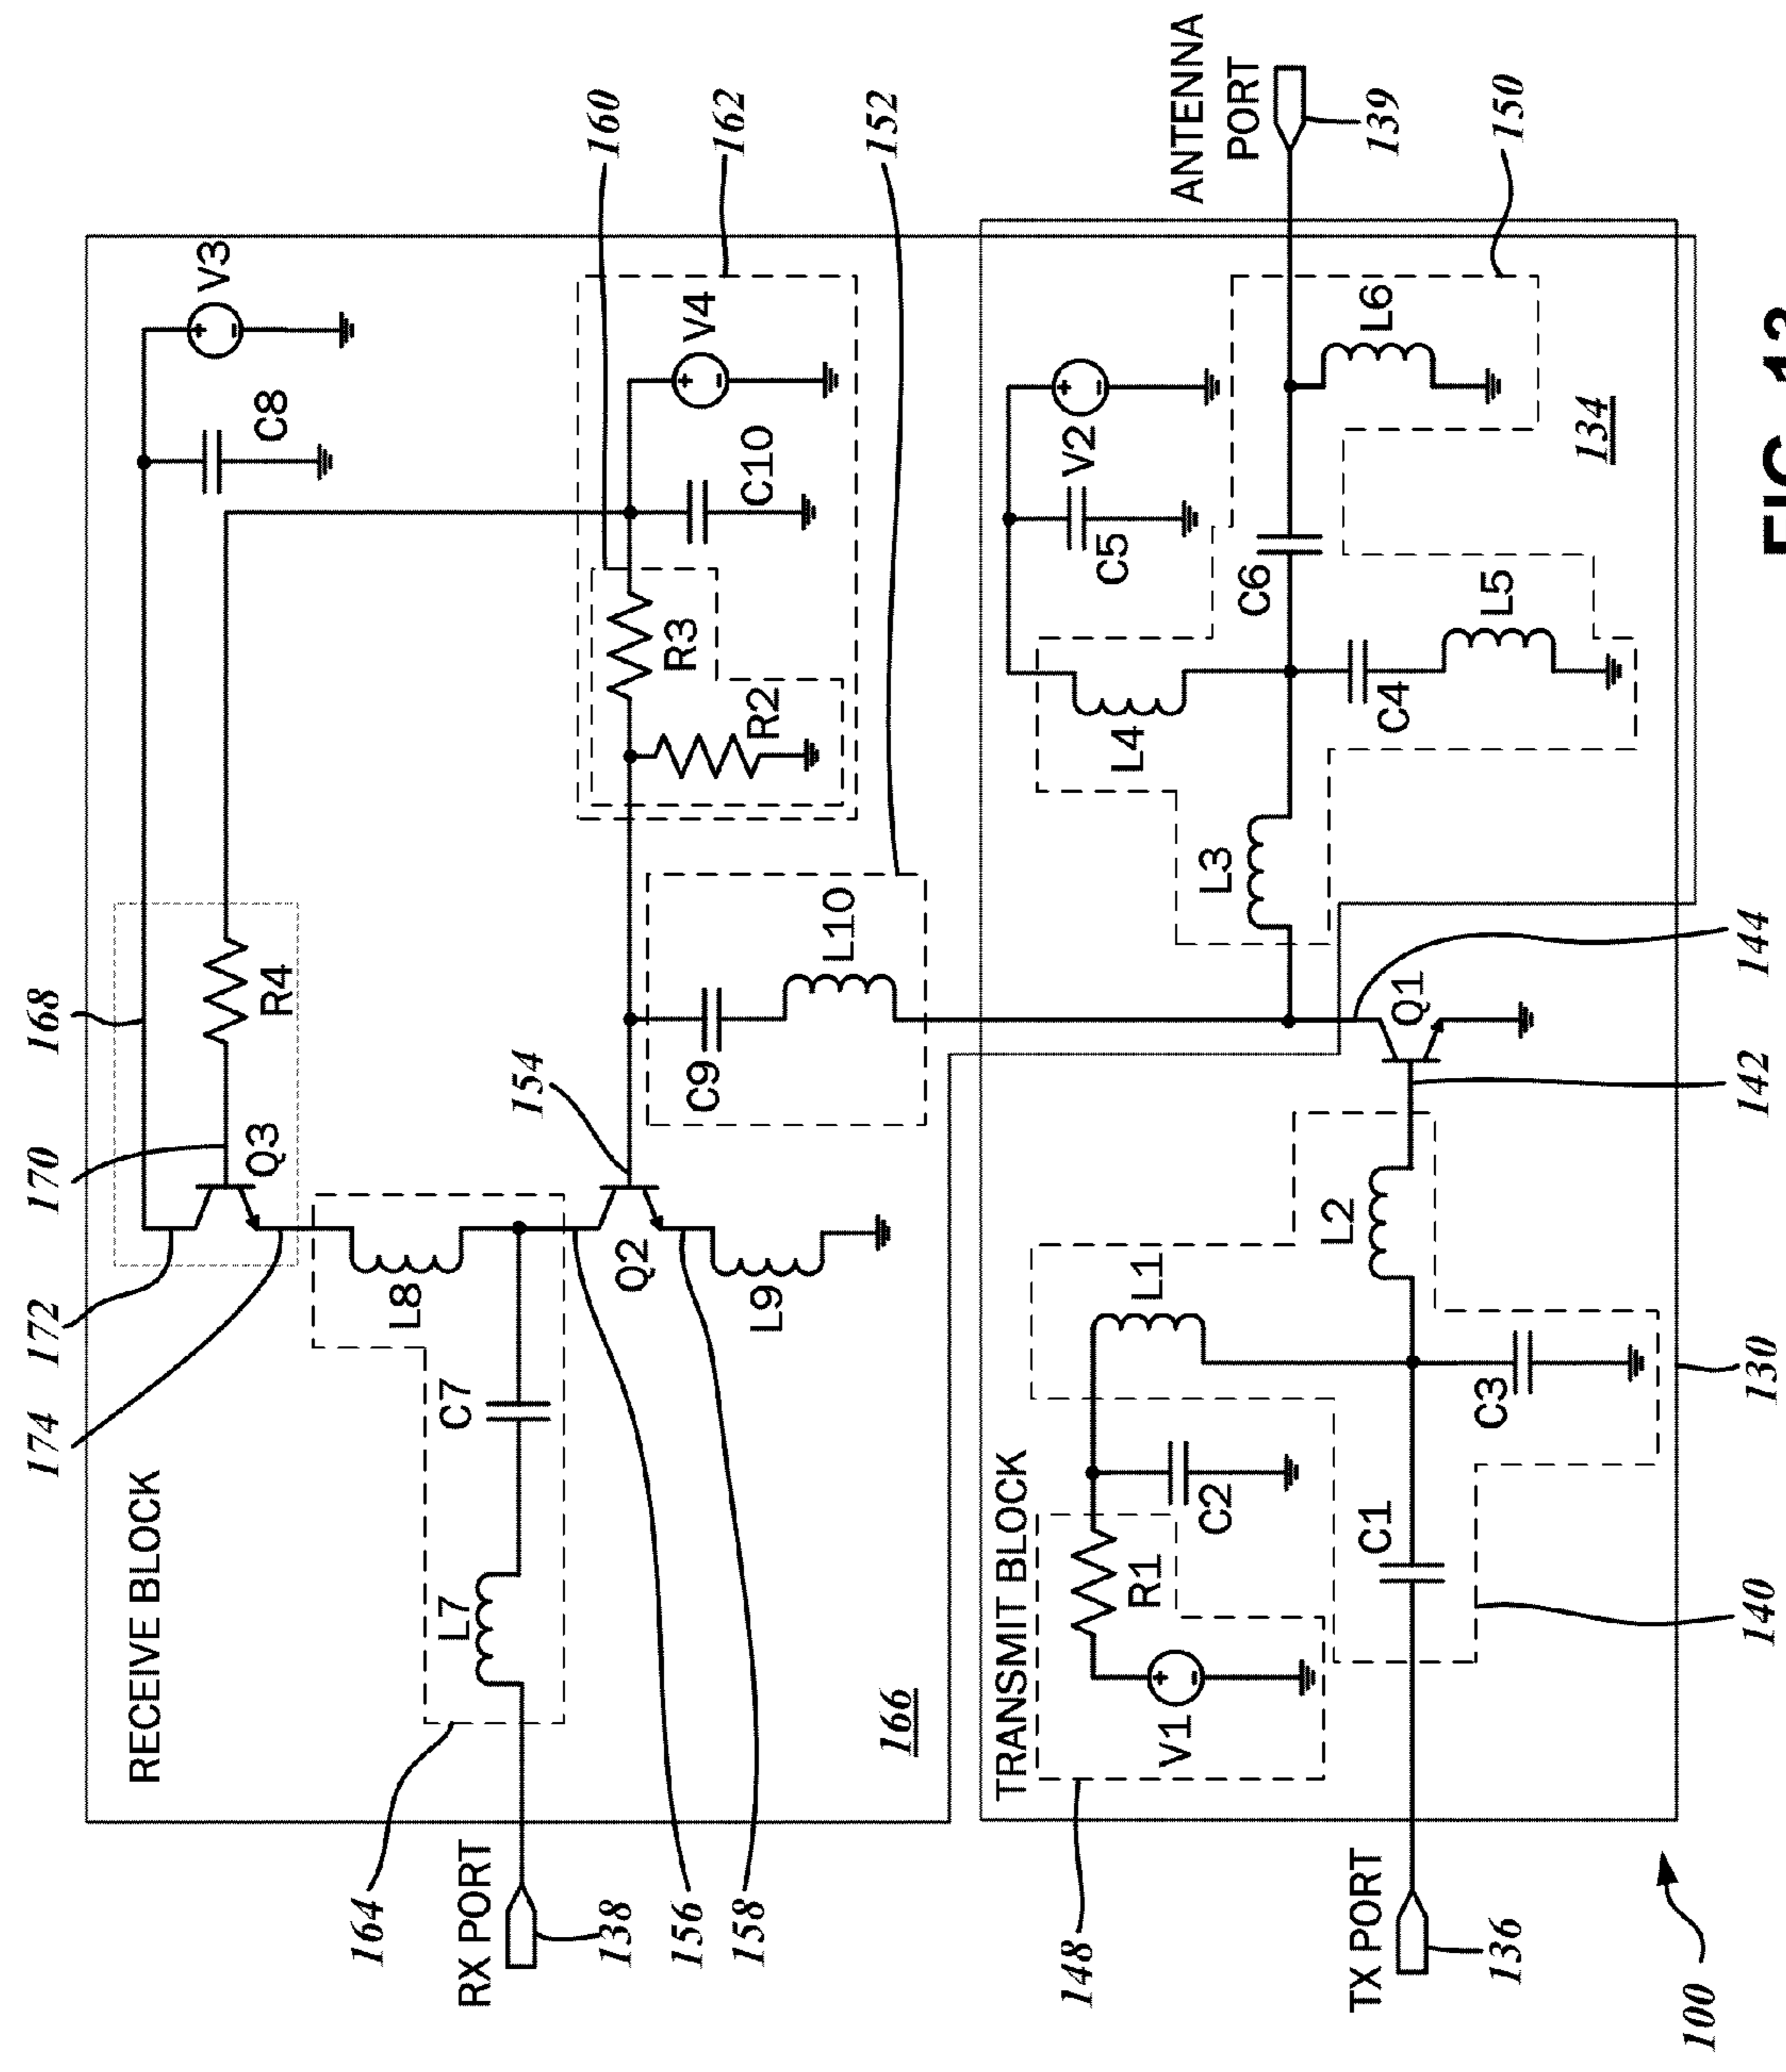 168
172
170
174
Q3
R4
V3
C8
160
162
152
RECEIVE BLOCK
164
L8
C7
L7
RX PORT
138
156
158
154
Q2
L9
C9
L10
R3
R2
C10
V4
166
ANTENNA
PORT
139
150
TRANSMIT BLOCK
148
V1
R1
C2
L1
C1
C3
L2
TX PORT
136
140
130
142
144
Q1
L3
L4
C4
L5
C5
V2
C6
L6
134
100